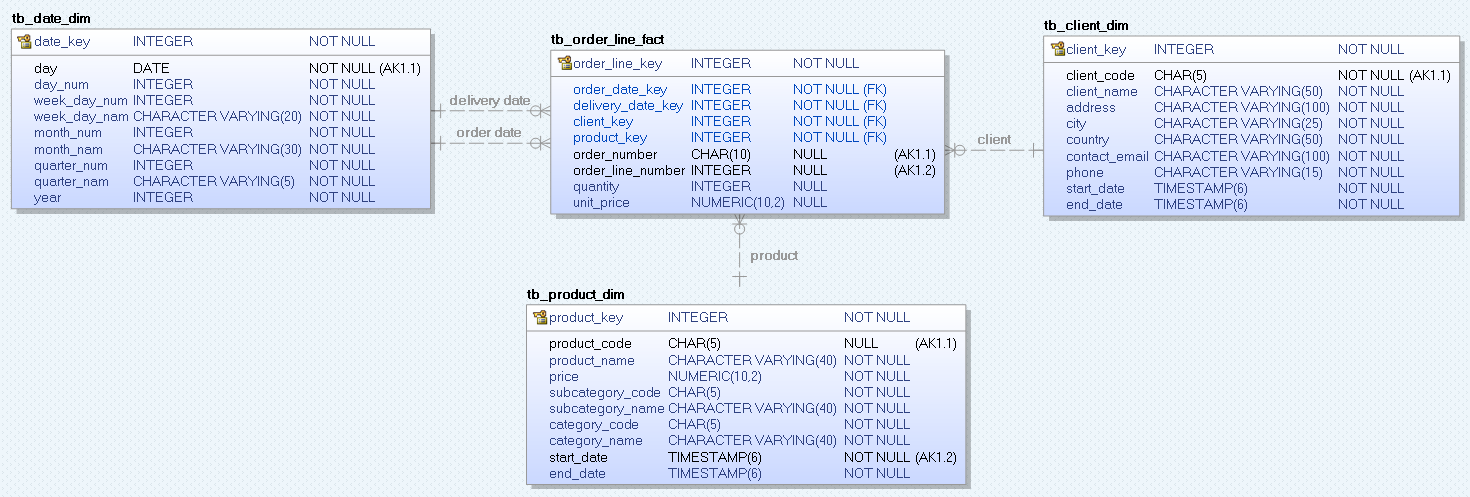 tb_date_dim
date_key INTEGER NOT NULL
day DATE NOT NULL (AK1.1)
day_num INTEGER NOT NULL
week_day_num INTEGER NOT NULL
week_day_nam CHARACTER VARYING(20) NOT NULL
month_num INTEGER NOT NULL
month_nam CHARACTER VARYING(30) NOT NULL
quarter_num INTEGER NOT NULL
quarter_nam CHARACTER VARYING(5) NOT NULL
year INTEGER NOT NULL
delivery date
order date
tb_order_line_fact
order_line_key INTEGER NOT NULL
order_date_key INTEGER NOT NULL (FK)
delivery_date_key INTEGER NOT NULL (FK)
client_key INTEGER NOT NULL (FK)
product_key INTEGER NOT NULL (FK)
order_number CHAR(10) NULL (AK1.1)
order_line_number INTEGER NULL (AK1.2)
quantity INTEGER NULL
unit_price NUMERIC(10,2) NULL
client
tb_client_dim
client_key INTEGER NOT NULL
client_code CHAR(5) NOT NULL (AK1.1)
client_name CHARACTER VARYING(50) NOT NULL
address CHARACTER VARYING(100) NOT NULL
city CHARACTER VARYING(25) NOT NULL
country CHARACTER VARYING(50) NOT NULL
contact_email CHARACTER VARYING(100) NOT NULL
phone CHARACTER VARYING(15) NOT NULL
start_date TIMESTAMP(6) NOT NULL
end_date TIMESTAMP(6) NOT NULL
product
tb_product_dim
product_key INTEGER NOT NULL
product_code CHAR(5) NULL (AK1.1)
product_name CHARACTER VARYING(40) NOT NULL
price NUMERIC(10,2) NOT NULL
subcategory_code CHAR(5) NOT NULL
subcategory_name CHARACTER VARYING(40) NOT NULL
category_code CHAR(5) NOT NULL
category_name CHARACTER VARYING(40) NOT NULL
start_date TIMESTAMP(6) NOT NULL (AK1.2)
end_date TIMESTAMP(6) NOT NULL